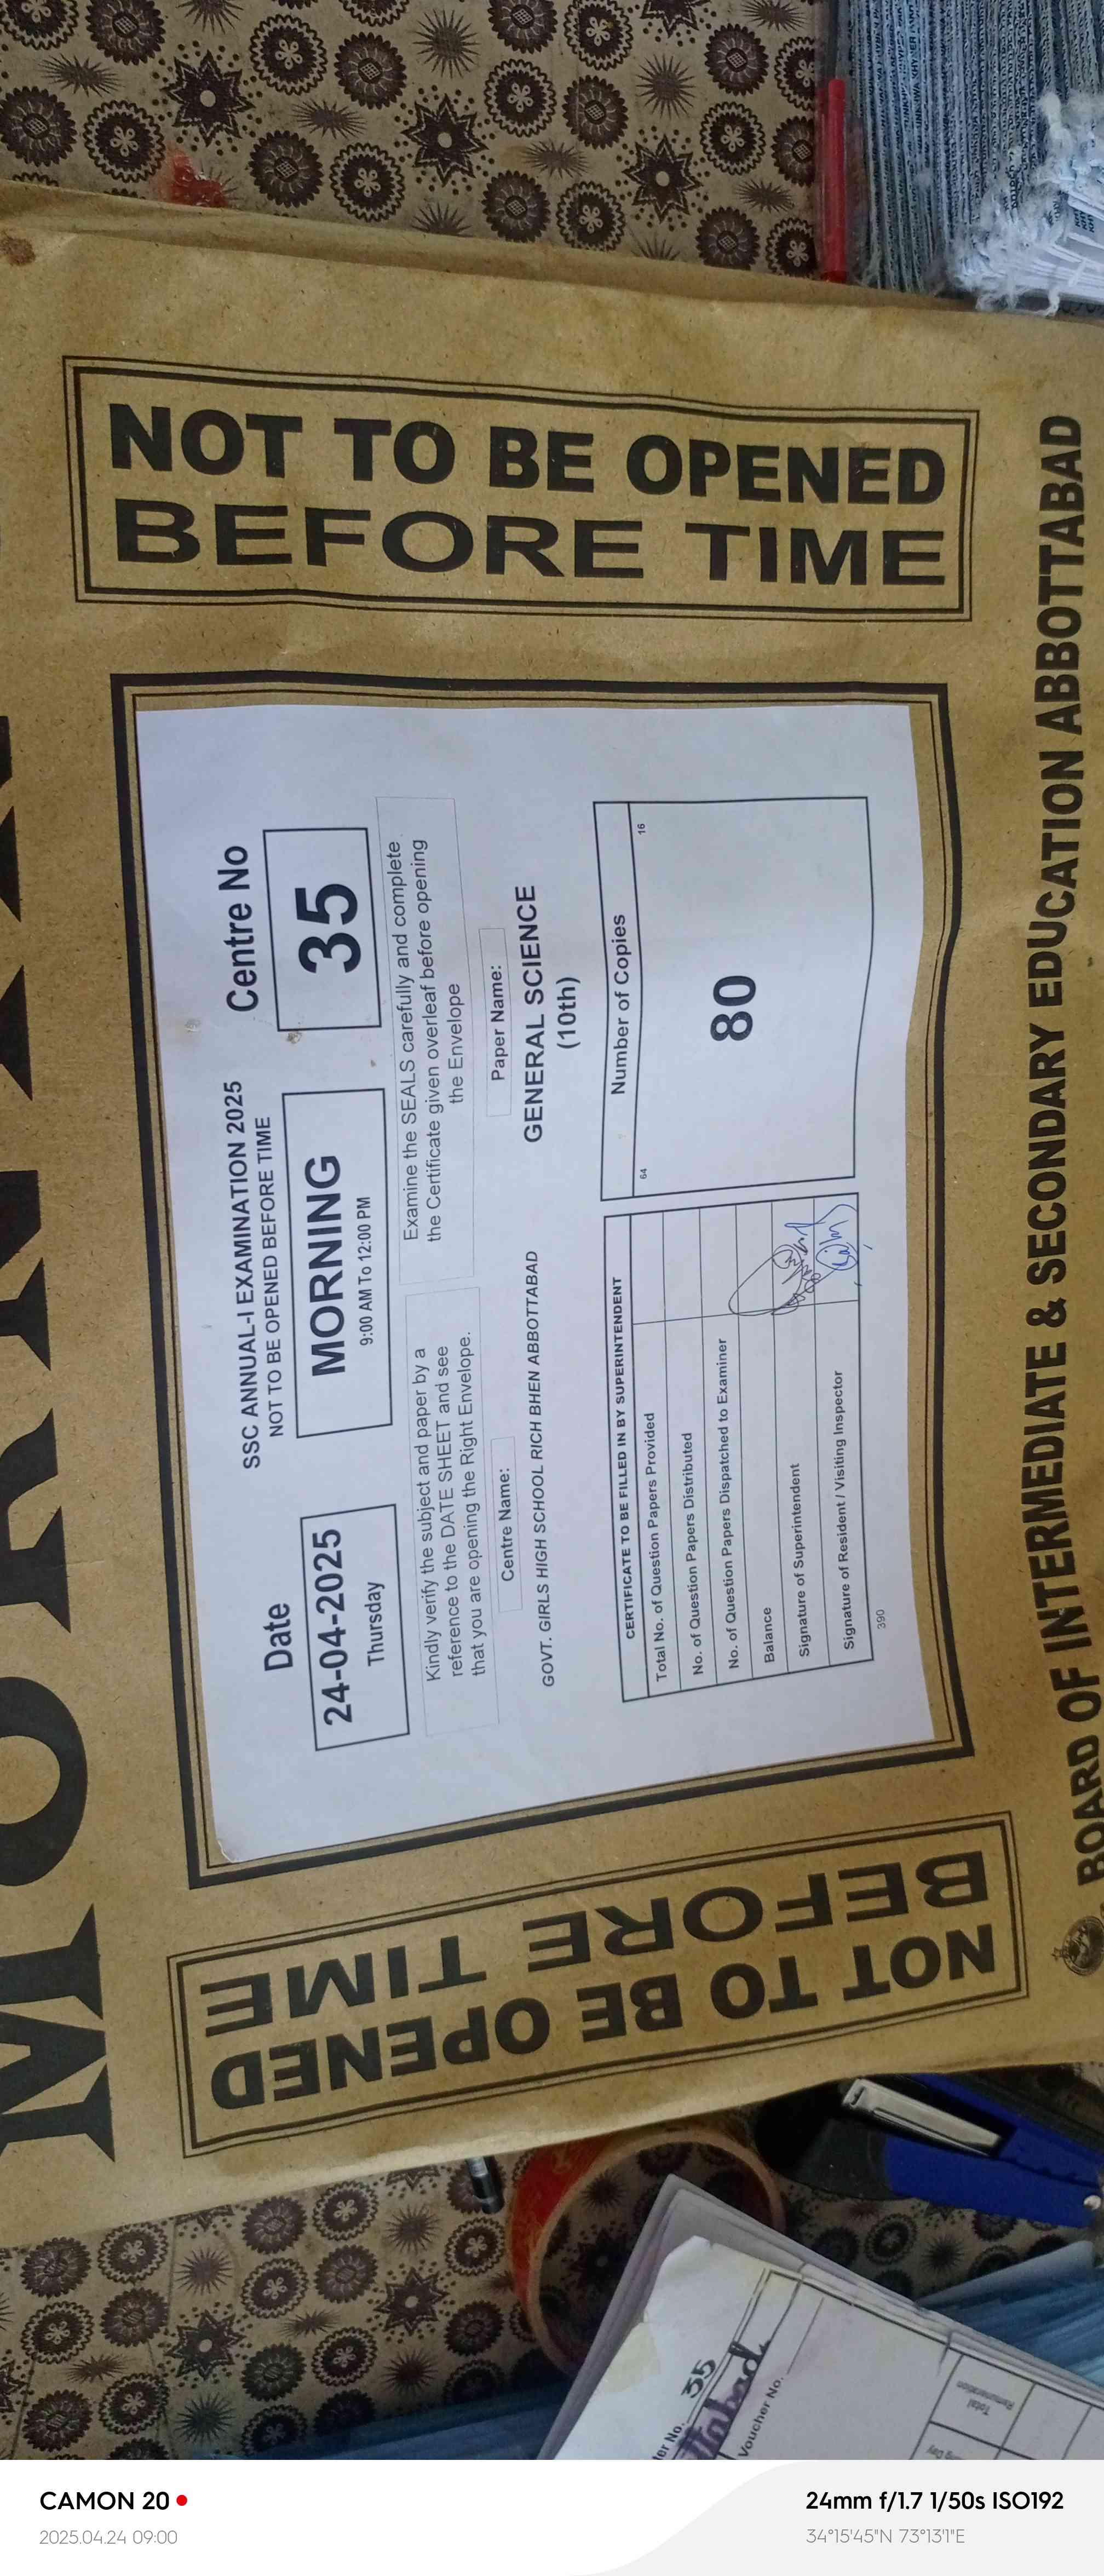 NOT TO BE OPENED
BEFORE TIME
SSC ANNUAL-I EXAMINATION 2025
NOT TO BE OPENED BEFORE TIME
Date
24-04-2025
Thursday
MORNING
9:00 AM To 12:00 PM
Centre No
35
Kindly verify the subject and paper by a
reference to the DATE SHEET and see
that you are opening the Right Envelope.
Examine the SEALS carefully and complete
the Certificate given overleaf before opening
the Envelope
Centre Name:
GOVT. GIRLS HIGH SCHOOL RICH BHEN ABBOTTABAD
Paper Name:
GENERAL SCIENCE
(10th)
CERTIFICATE TO BE FILLED IN BY SUPERINTENDENT
Total No. of Question Papers Provided
No. of Question Papers Distributed
No. of Question Papers Dispatched to Examiner
Balance
Signature of Superintendent
Signature of Resident / Visiting Inspector
390
Number of Copies
64
16
80
BOARD OF INTERMEDIATE & SECONDARY EDUCATION ABBOTTABAD
NOT TO BE OPENED
BEFORE TIME
35
Voucher No.
Total
Remuneration
CAMON 20
2025.04.24 09:00
24mm f/1.7 1/50s ISO192
34°15'45"N 73°13'1"E